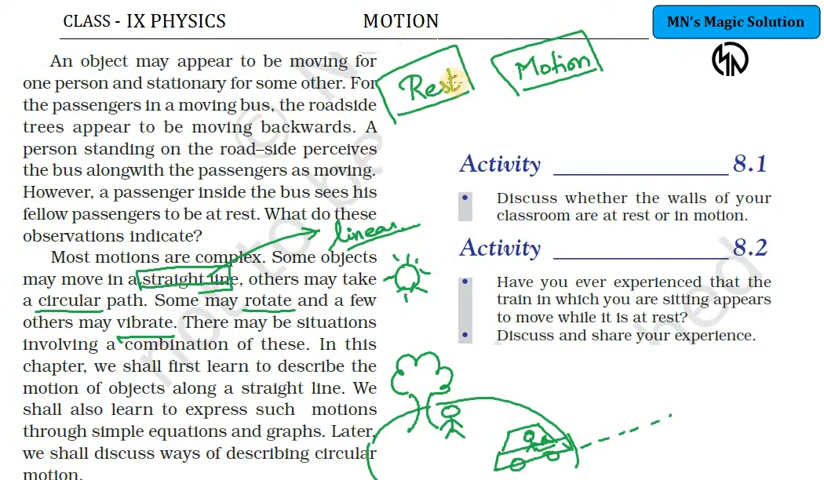 CLASS - IX PHYSICS
MOTION
MN's Magic Solution
An object may appear to be moving for
one person and stationary for some other. For
the passengers in a moving bus, the roadside
trees appear to be moving backwards. A
person standing on the road–side perceives
the bus alongwith the passengers as moving.
However, a passenger inside the bus sees his
fellow passengers to be at rest. What do these
observations indicate?
Most motions are complex. Some objects
may move in a straight line, others may take
a circular path. Some may rotate and a few
others may vibrate. There may be situations
involving a combination of these. In this
chapter, we shall first learn to describe the
motion of objects along a straight line. We
shall also learn to express such motions
through simple equations and graphs. Later,
we shall discuss ways of describing circular
motion.
Rest
Motion
linear
Activity 8.1
• Discuss whether the walls of your
classroom are at rest or in motion.
Activity 8.2
• Have you ever experienced that the
train in which you are sitting appears
to move while it is at rest?
• Discuss and share your experience.